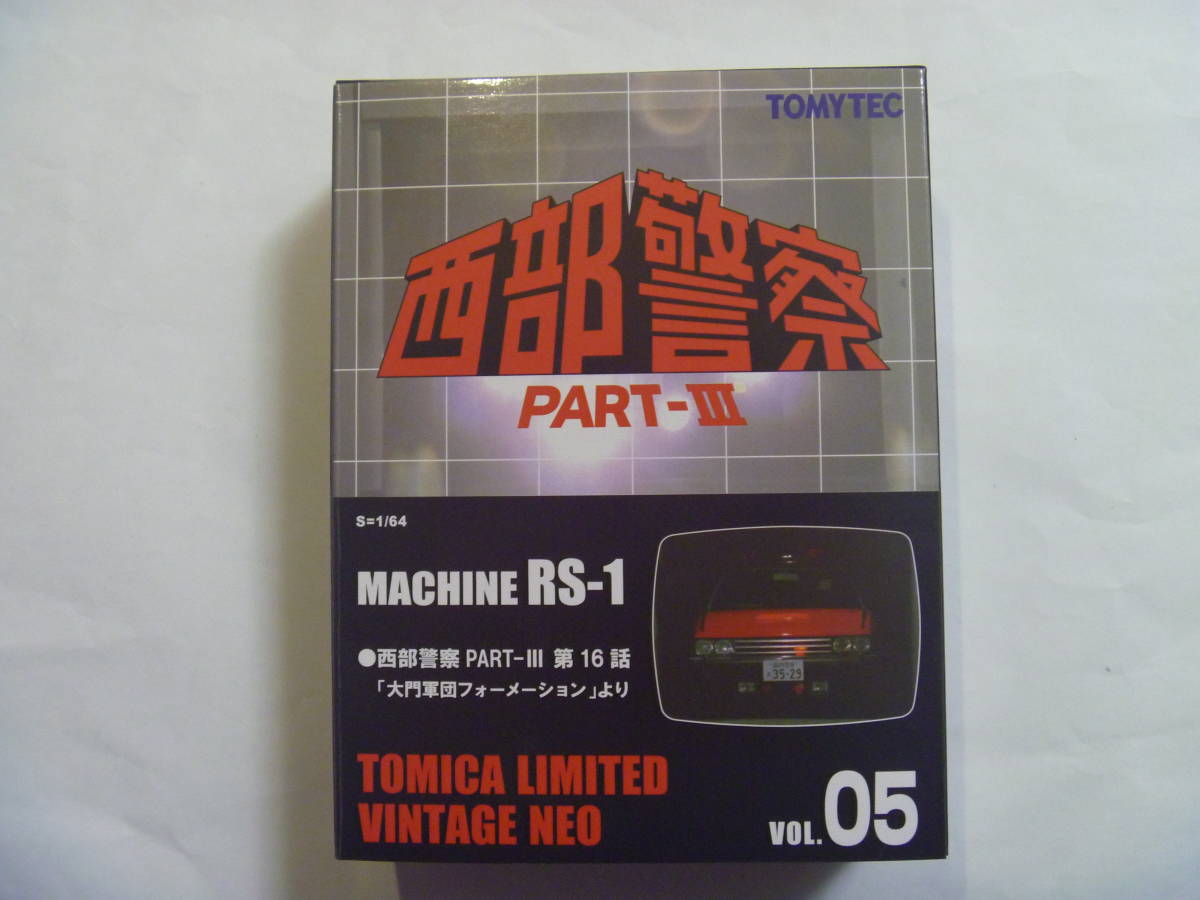 TOMYTEC
西部警察
PART-III
S=1/64
MACHINE RS-1
●西部警察 PART-III 第16話
「大門軍団フォーメーション」より
35-29
TOMICA LIMITED
VINTAGE NEO
VOL.05